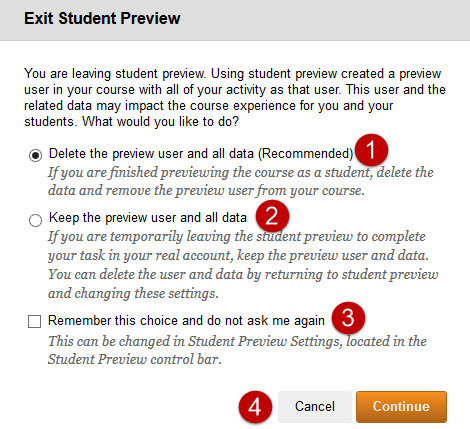 Exit Student Preview
You are leaving student preview. Using student preview created a preview
user in your course with all of your activity as that user. This user and the
related data may impact the course experience for you and your
students. What would you like to do?
Delete the preview user and all data (Recommended) 1
If you are finished previewing the course as a student, delete the
data and remove the preview user from your course.
Keep the preview user and all data 2
If you are temporarily leaving the student preview to complete
your task in your real account, keep the preview user and data.
You can delete the user and data by returning to student preview
and changing these settings.
Remember this choice and do not ask me again 3
This can be changed in Student Preview Settings, located in the
Student Preview control bar.
4 Cancel Continue